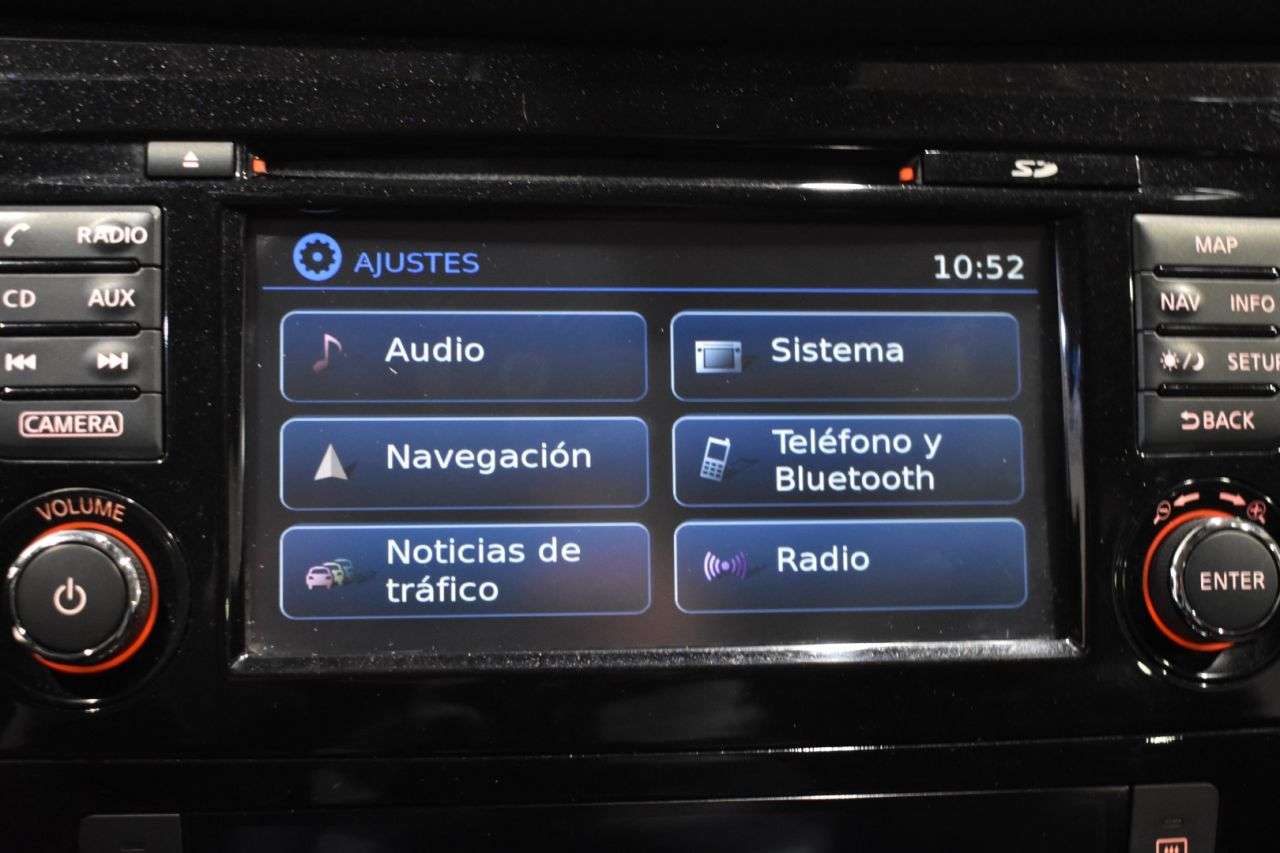 SD
RADIO
CD AUX
CAMERA
VOLUME
AJUSTES 10:52
Audio
Sistema
Navegación
Teléfono y
Bluetooth
Noticias de
tráfico
Radio
MAP
NAV INFO
SETUP
BACK
ENTER